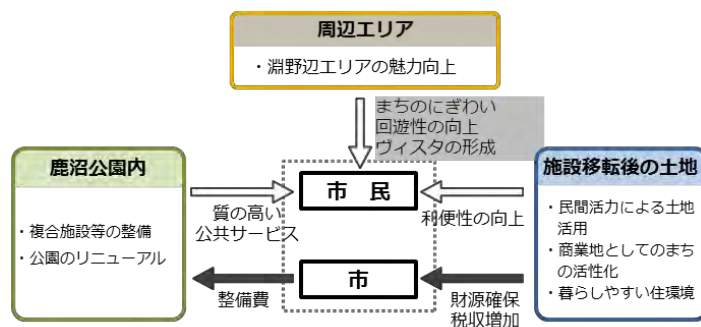 周辺エリア
・淵野辺エリアの魅力向上
まちのにぎわい
回遊性の向上
ヴィスタの形成
鹿沼公園内
・複合施設等の整備
・公園のリニューアル
質の高い
公共サービス
市 民
利便性の向上
施設移転後の土地
・民間活力による土地
活用
・商業地としてのまち
の活性化
・暮らしやすい住環境
整備費
市
財源確保
税収増加